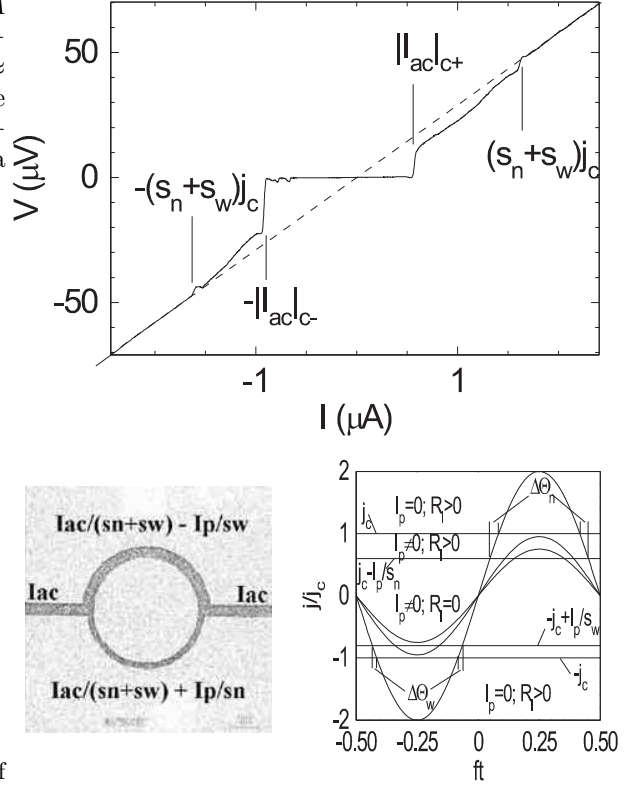 50
0
-50
V (μV)
|I_ac|_c+
(s_n+s_w)j_c
-(s_n+s_w)j_c
-|I_ac|_c-
-1
1
I (μA)
Iac/(sn+sw) - Ip/sw
Iac
Iac
Iac/(sn+sw) + Ip/sn
2
1
0
-1
-2
j/j_c
j_c
I_p=0; R_l>0
ΔΘ_n
I_p≠0; R_l>0
j_c-I_p/s_n
I_p≠0; R_l=0
-j_c+I_p/s_w
-j_c
ΔΘ_w
I_p=0; R_l>0
-0.50
-0.25
0
0.25
0.50
ft